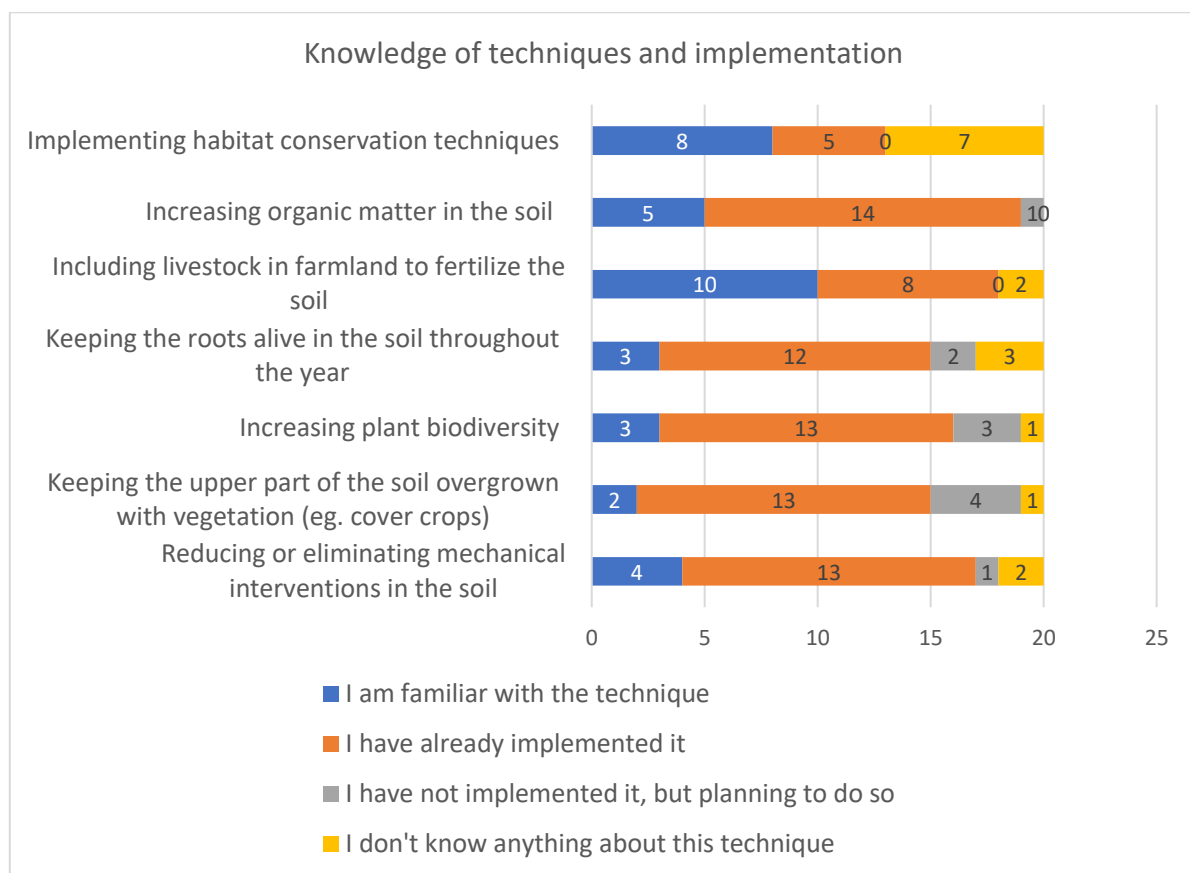 Knowledge of techniques and implementation
Implementing habitat conservation techniques
8 5 0 7
Increasing organic matter in the soil
5 14 1 0
Including livestock in farmland to fertilize the
soil
10 8 0 2
Keeping the roots alive in the soil throughout
the year
3 12 2 3
Increasing plant biodiversity
3 13 3 1
Keeping the upper part of the soil overgrown
with vegetation (eg. cover crops)
2 13 4 1
Reducing or eliminating mechanical
interventions in the soil
4 13 1 2
0 5 10 15 20 25
I am familiar with the technique
I have already implemented it
I have not implemented it, but planning to do so
I don't know anything about this technique